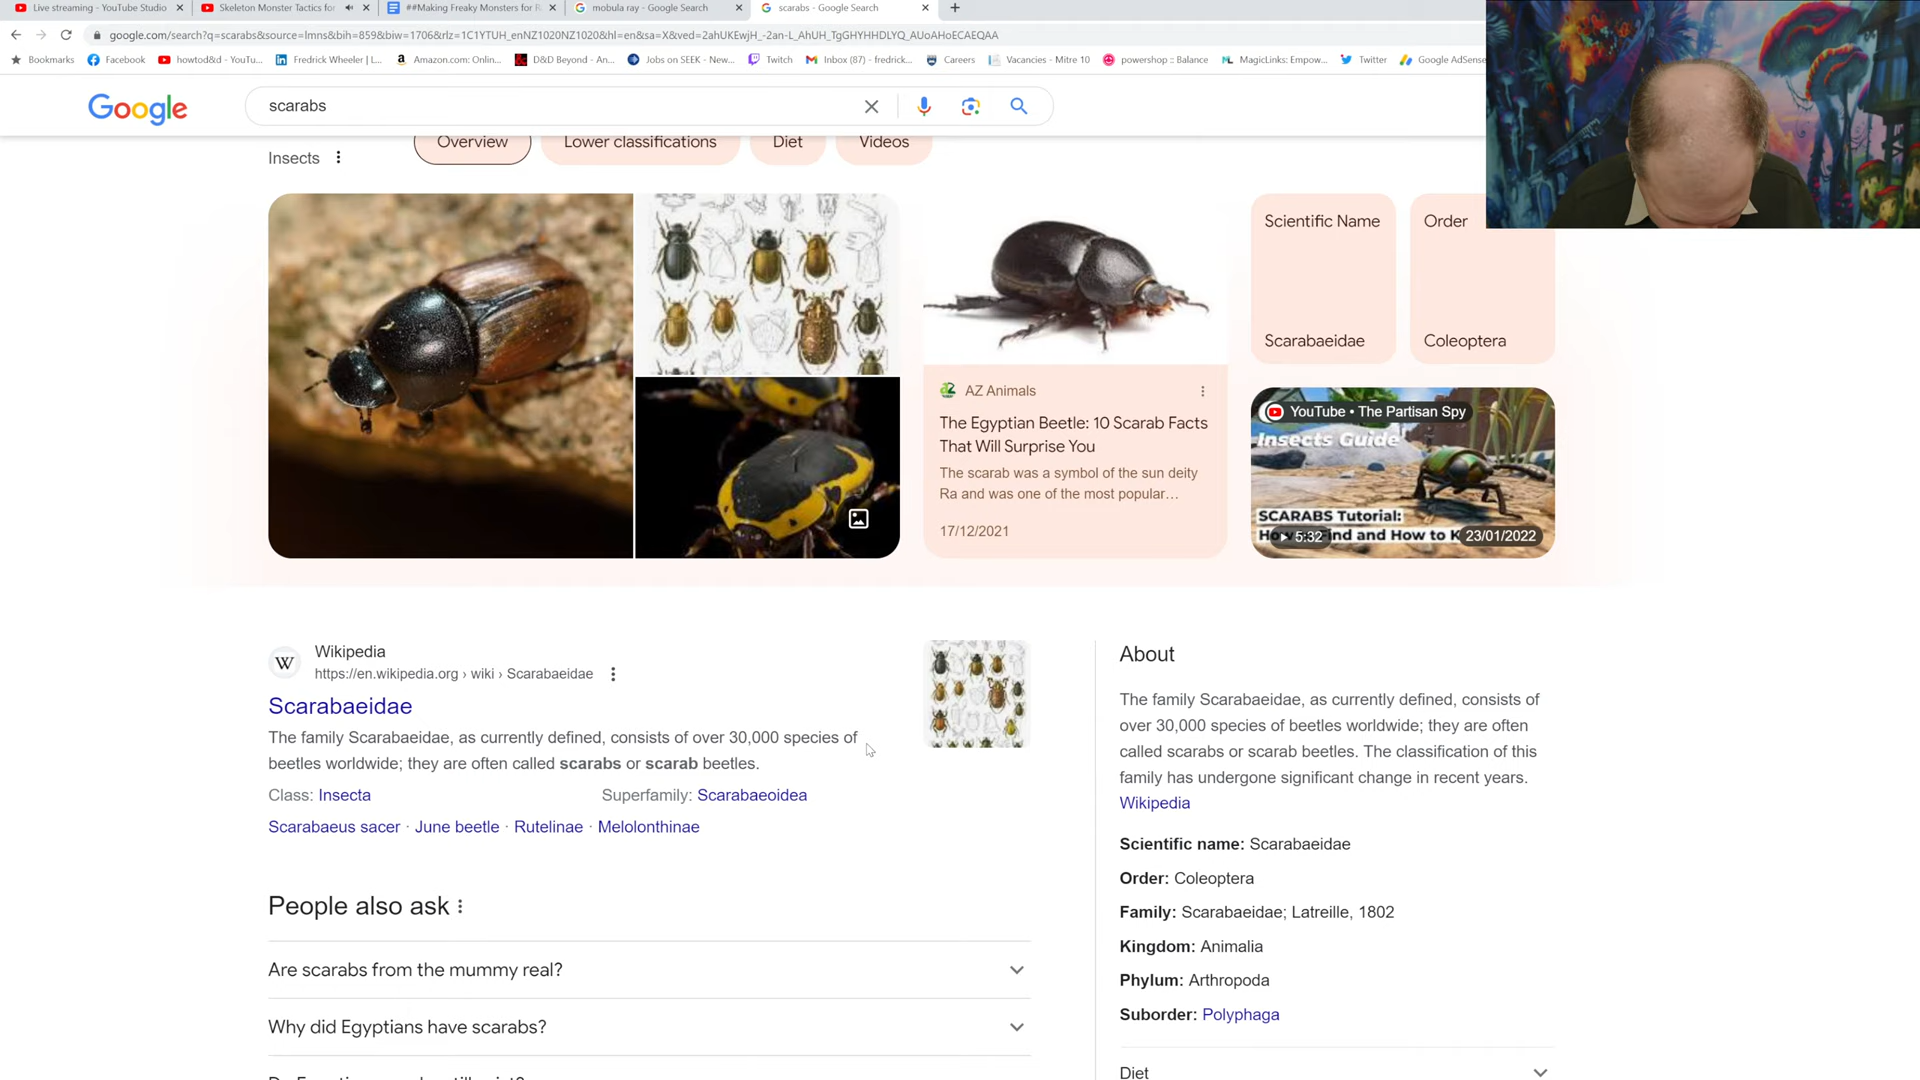 Live streaming - YouTube Studio
Skeleton Monster Tactics for
##Making Freaky Monsters for R
mobula ray - Google Search
scarabs - Google Search
google.com/search?q=scarabs&source=lmns&bih=859&biw=1706&rlz=1C1YTUH_enNZ1020NZ1020&hl=en&sa=X&ved=2ahUKEwjH_-2an-L_AhUH_TgGHYHHDLYQ_AUoAHoECAEQAA
Bookmarks
Facebook
howtod&d - YouTu...
Fredrick Wheeler | L...
Amazon.com: Onlin...
D&D Beyond - An...
Jobs on SEEK - New...
Twitch
Inbox (87) - fredrick...
Careers
Vacancies - Mitre 10
powershop :: Balance
MagicLinks: Empow...
Twitter
Google AdSense
Google
scarabs
Insects
Overview
Lower classifications
Diet
Videos
Scientific Name
Scarabaeidae
Order
Coleoptera
AZ Animals
The Egyptian Beetle: 10 Scarab Facts
That Will Surprise You
The scarab was a symbol of the sun deity
Ra and was one of the most popular...
17/12/2021
YouTube • The Partisan Spy
Insects Guide
SCARABS Tutorial:
5:32
23/01/2022
Wikipedia
https://en.wikipedia.org › wiki › Scarabaeidae
Scarabaeidae
The family Scarabaeidae, as currently defined, consists of over 30,000 species of
beetles worldwide; they are often called scarabs or scarab beetles.
Class: Insecta
Superfamily: Scarabaeoidea
Scarabaeus sacer · June beetle · Rutelinae · Melolonthinae
People also ask
Are scarabs from the mummy real?
Why did Egyptians have scarabs?
About
The family Scarabaeidae, as currently defined, consists of
over 30,000 species of beetles worldwide; they are often
called scarabs or scarab beetles. The classification of this
family has undergone significant change in recent years.
Wikipedia
Scientific name: Scarabaeidae
Order: Coleoptera
Family: Scarabaeidae; Latreille, 1802
Kingdom: Animalia
Phylum: Arthropoda
Suborder: Polyphaga
Diet